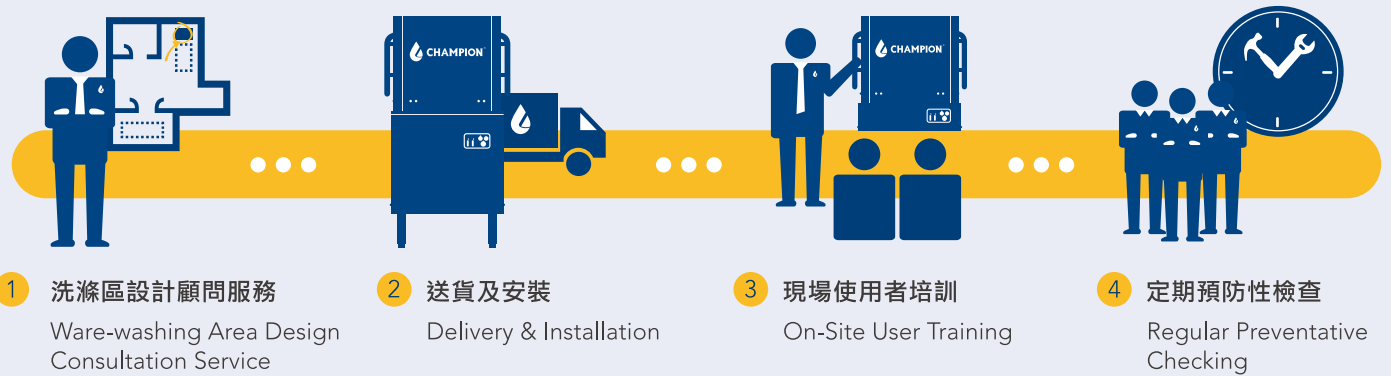 CHAMPION
CHAMPION
1 洗滌區設計顧問服務
Ware-washing Area Design
Consultation Service
2 送貨及安裝
Delivery & Installation
3 現場使用者培訓
On-Site User Training
4 定期預防性檢查
Regular Preventative
Checking